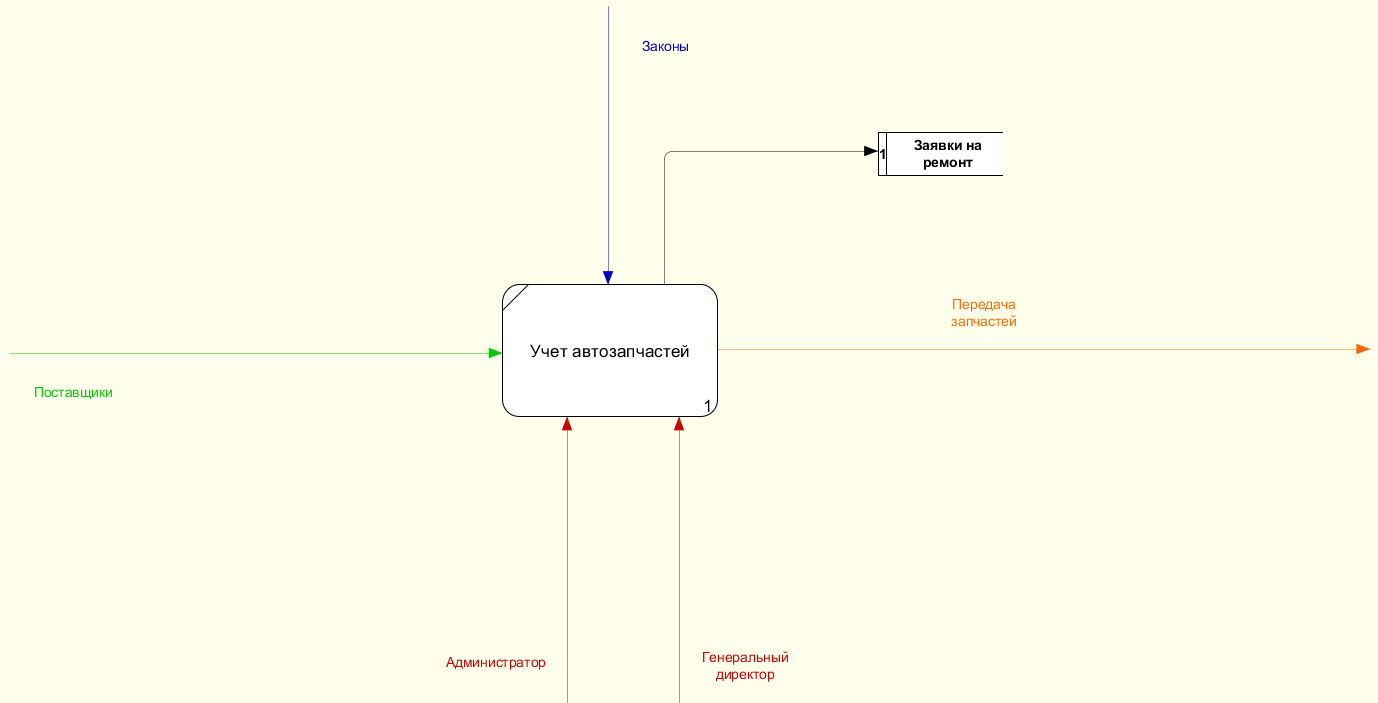 Законы
1
Заявки на
ремонт
Передача
запчастей
Учет автозапчастей
1
Поставщики
Администратор
Генеральный
директор